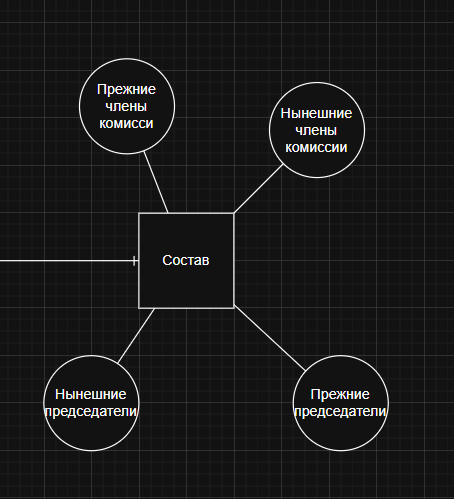 Прежние
члены
комисси
Нынешние
члены
комиссии
Состав
Нынешние
председатели
Прежние
председатели